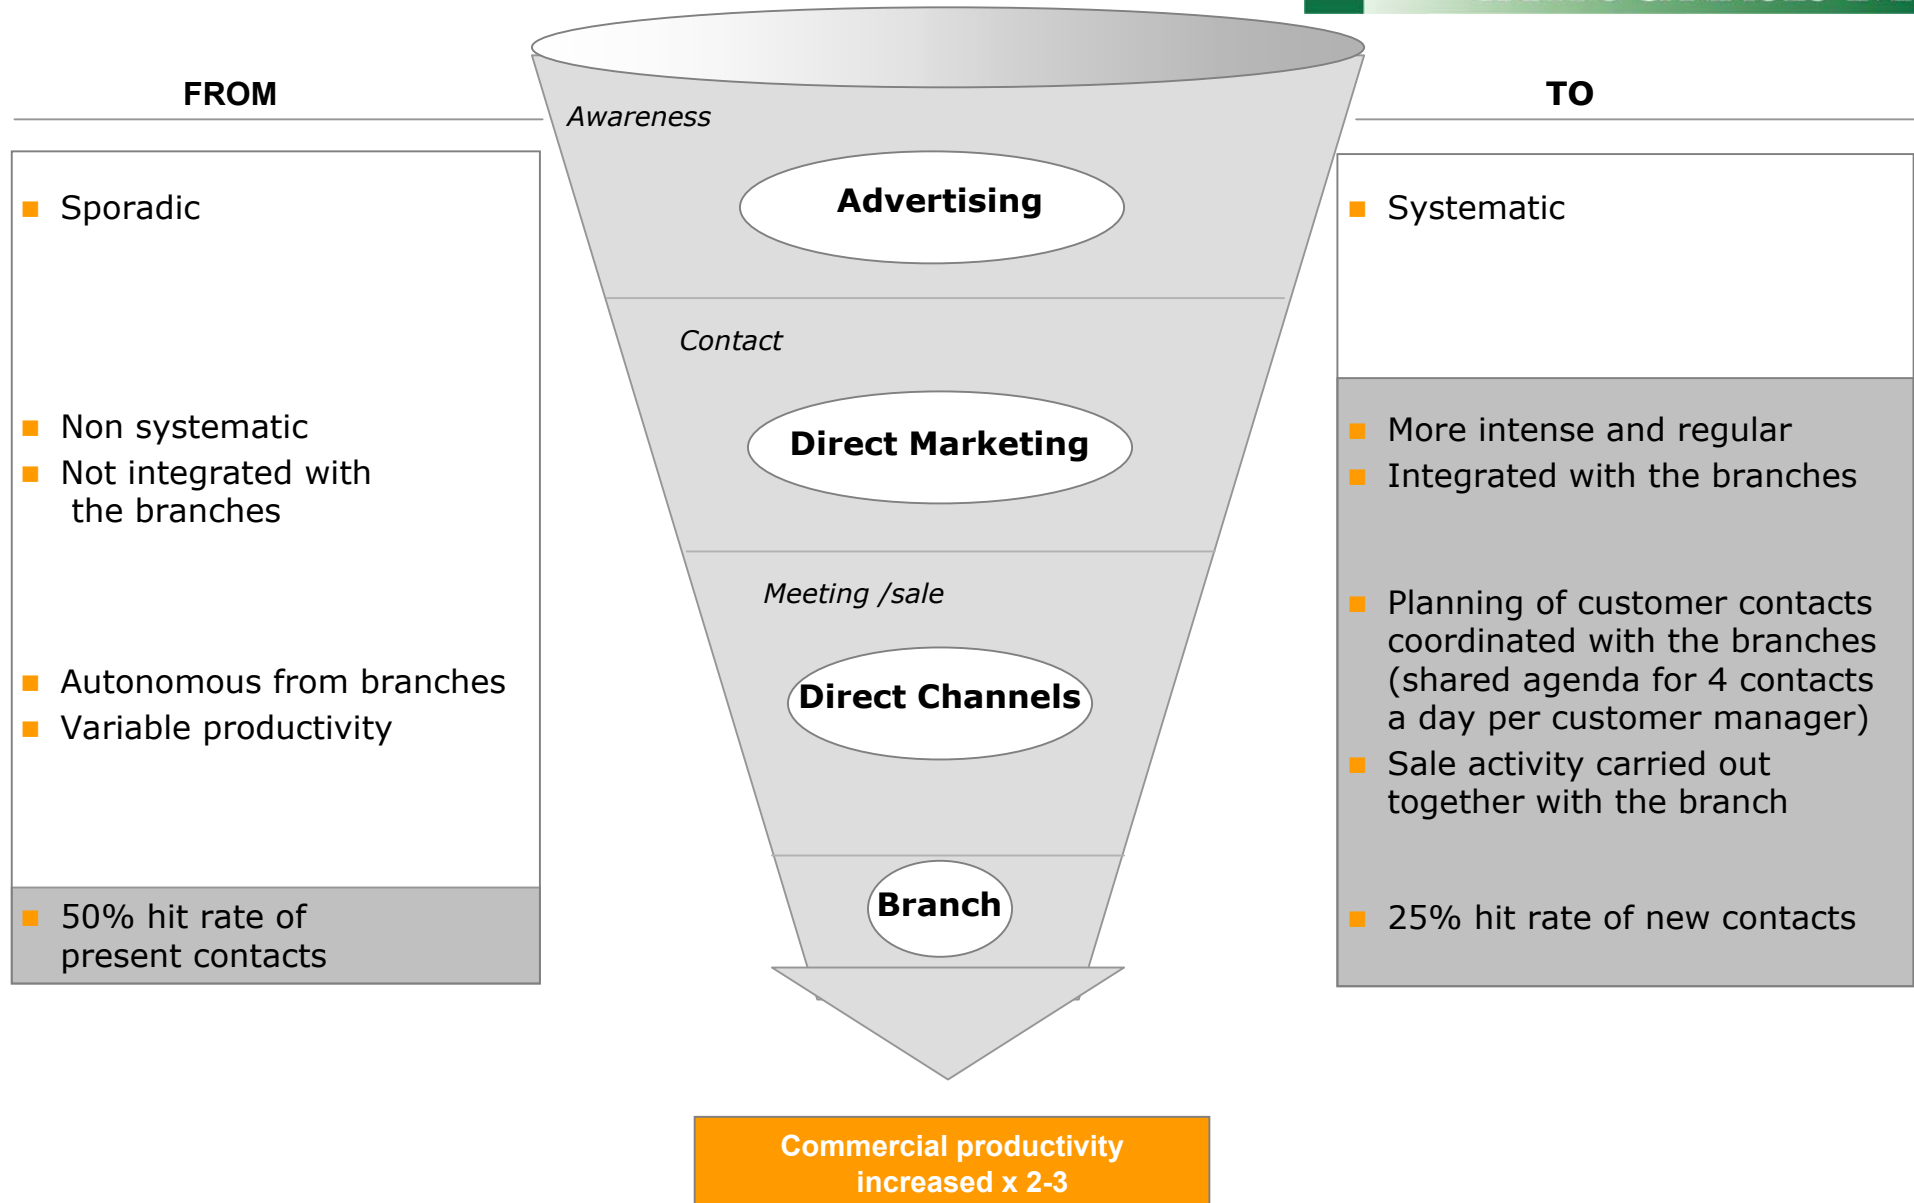 FROM
TO
Awareness
Advertising
Sporadic
Systematic
Contact
Direct Marketing
Non systematic
Not integrated with
the branches
More intense and regular
Integrated with the branches
Meeting /sale
Direct Channels
Autonomous from branches
Variable productivity
Planning of customer contacts
coordinated with the branches
(shared agenda for 4 contacts
a day per customer manager)
Sale activity carried out
together with the branch
Branch
50% hit rate of
present contacts
25% hit rate of new contacts
Commercial productivity
increased x 2-3